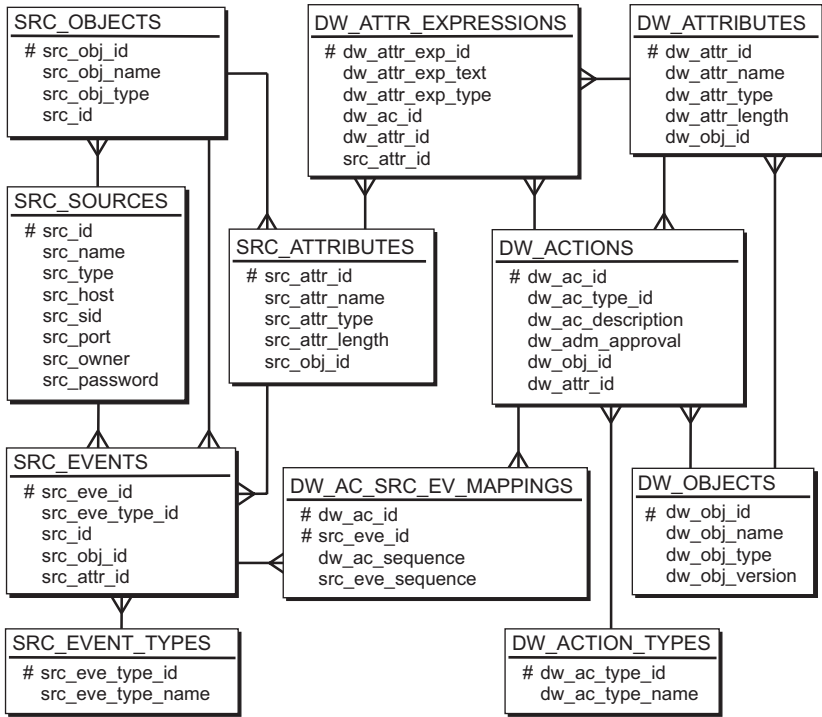 SRC_OBJECTS
# src_obj_id
src_obj_name
src_obj_type
src_id
DW_ATTR_EXPRESSIONS
# dw_attr_exp_id
dw_attr_exp_text
dw_attr_exp_type
dw_ac_id
dw_attr_id
src_attr_id
DW_ATTRIBUTES
# dw_attr_id
dw_attr_name
dw_attr_type
dw_attr_length
dw_obj_id
SRC_SOURCES
# src_id
src_name
src_type
src_host
src_sid
src_port
src_owner
src_password
SRC_ATTRIBUTES
# src_attr_id
src_attr_name
src_attr_type
src_attr_length
src_obj_id
DW_ACTIONS
# dw_ac_id
dw_ac_type_id
dw_ac_description
dw_adm_approval
dw_obj_id
dw_attr_id
SRC_EVENTS
# src_eve_id
src_eve_type_id
src_id
src_obj_id
src_attr_id
DW_AC_SRC_EV_MAPPINGS
# dw_ac_id
# src_eve_id
dw_ac_sequence
src_eve_sequence
DW_OBJECTS
# dw_obj_id
dw_obj_name
dw_obj_type
dw_obj_version
SRC_EVENT_TYPES
# src_eve_type_id
src_eve_type_name
DW_ACTION_TYPES
# dw_ac_type_id
dw_ac_type_name